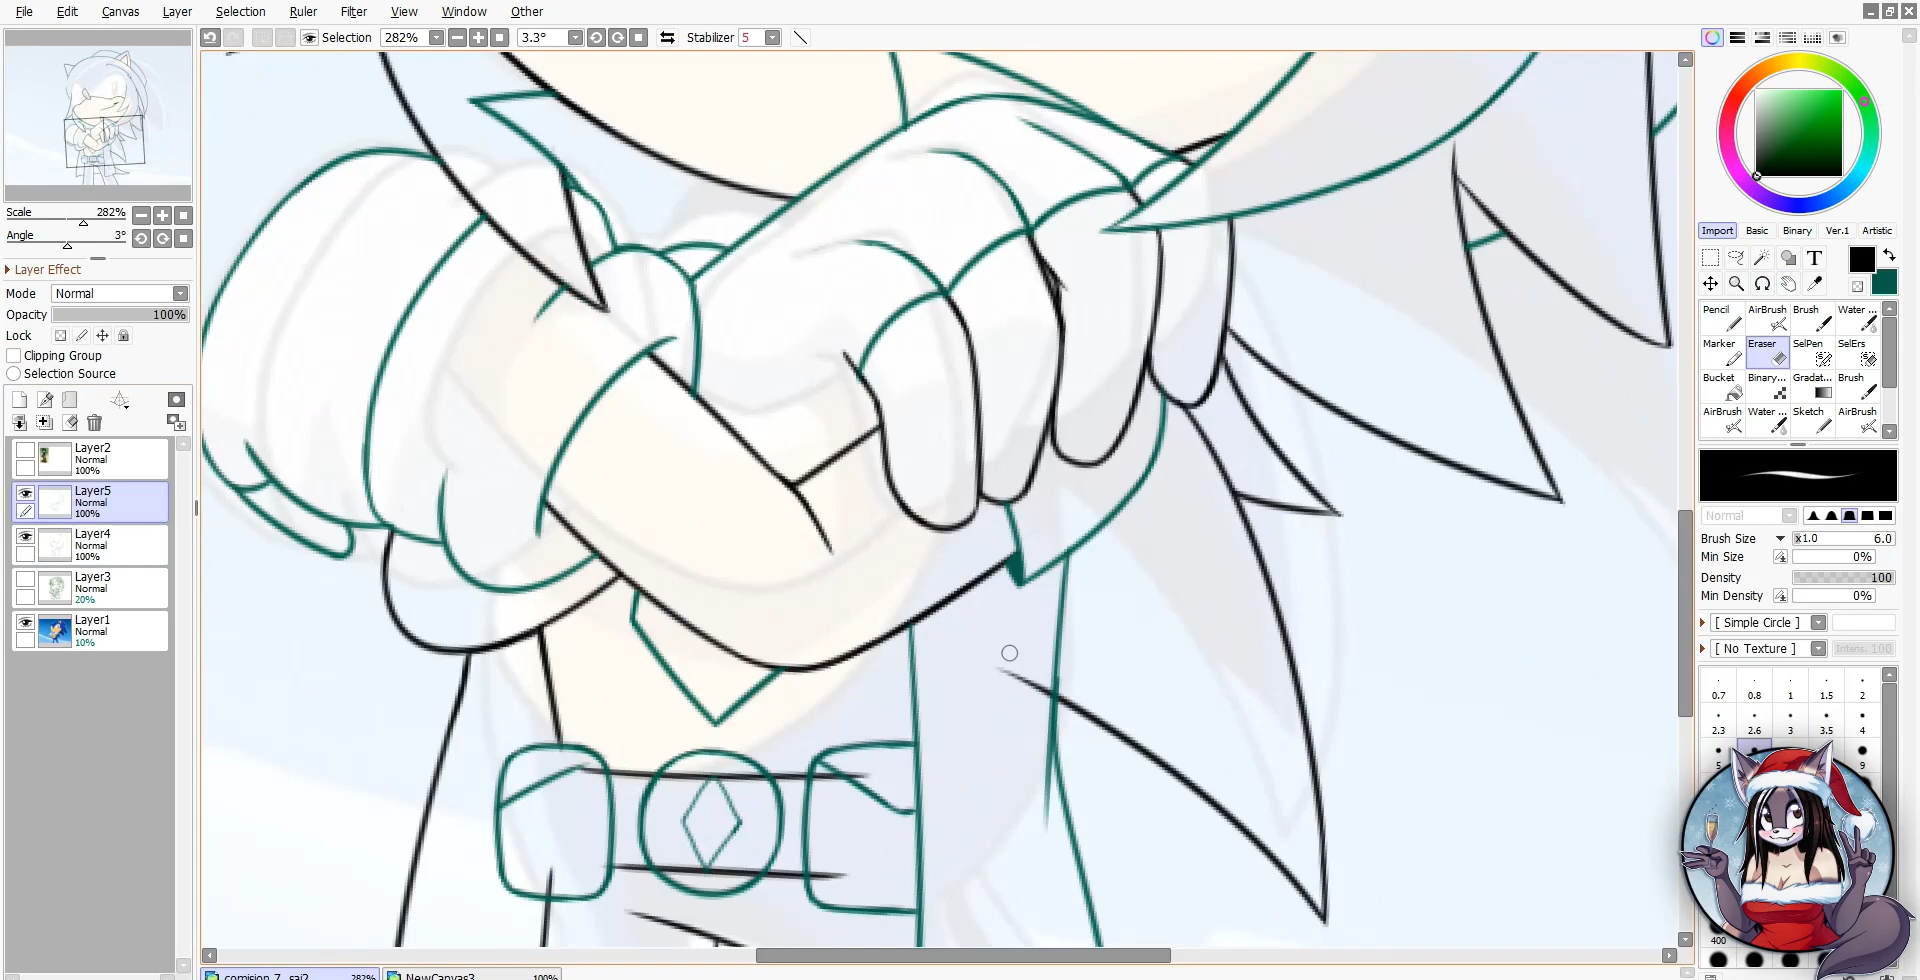 File Edit Canvas Layer Selection Ruler Filter View Window Other
Selection 282% 3.3° Stabilizer 5
Scale 282%
Angle 3°
Layer Effect
Mode Normal
Opacity 100%
Lock
Clipping Group
Selection Source
Layer2
Normal
100%
Layer5
Normal
100%
Layer4
Normal
100%
Layer3
Normal
20%
Layer1
Normal
10%
comision 7_.sai2 282% NewCanvas3 100%
Import Basic Binary Ver.1 Artistic
T
Pencil AirBrush Brush Water ...
Marker Eraser SelPen SelErs
Bucket Binary... Gradat... Brush
AirBrush Water ... Sketch AirBrush
Normal
Brush Size x1.0 6.0
Min Size 0%
Density 100
Min Density 0%
[ Simple Circle ]
[ No Texture ] Intens. 100
0.7 0.8 1 1.5 2
2.3 2.6 3 3.5 4
5 9
400